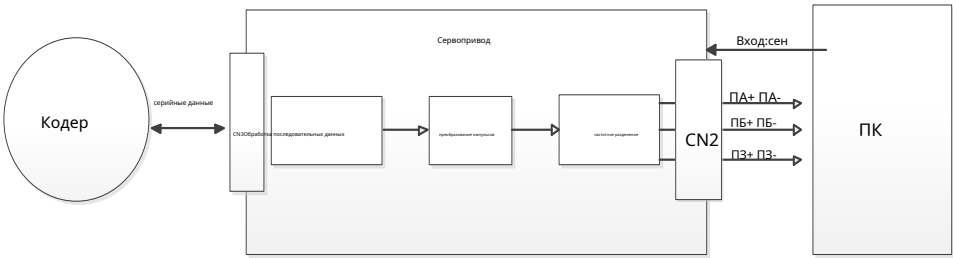 Сервопривод
Вход:сен
серийные данные
ПА+ ПА-
Кодер
ПБ+ ПБ-
ПК
CN3Обработка последовательных данных
преобразование импульсов
частотное разделение
CN2
ПЗ+ ПЗ-